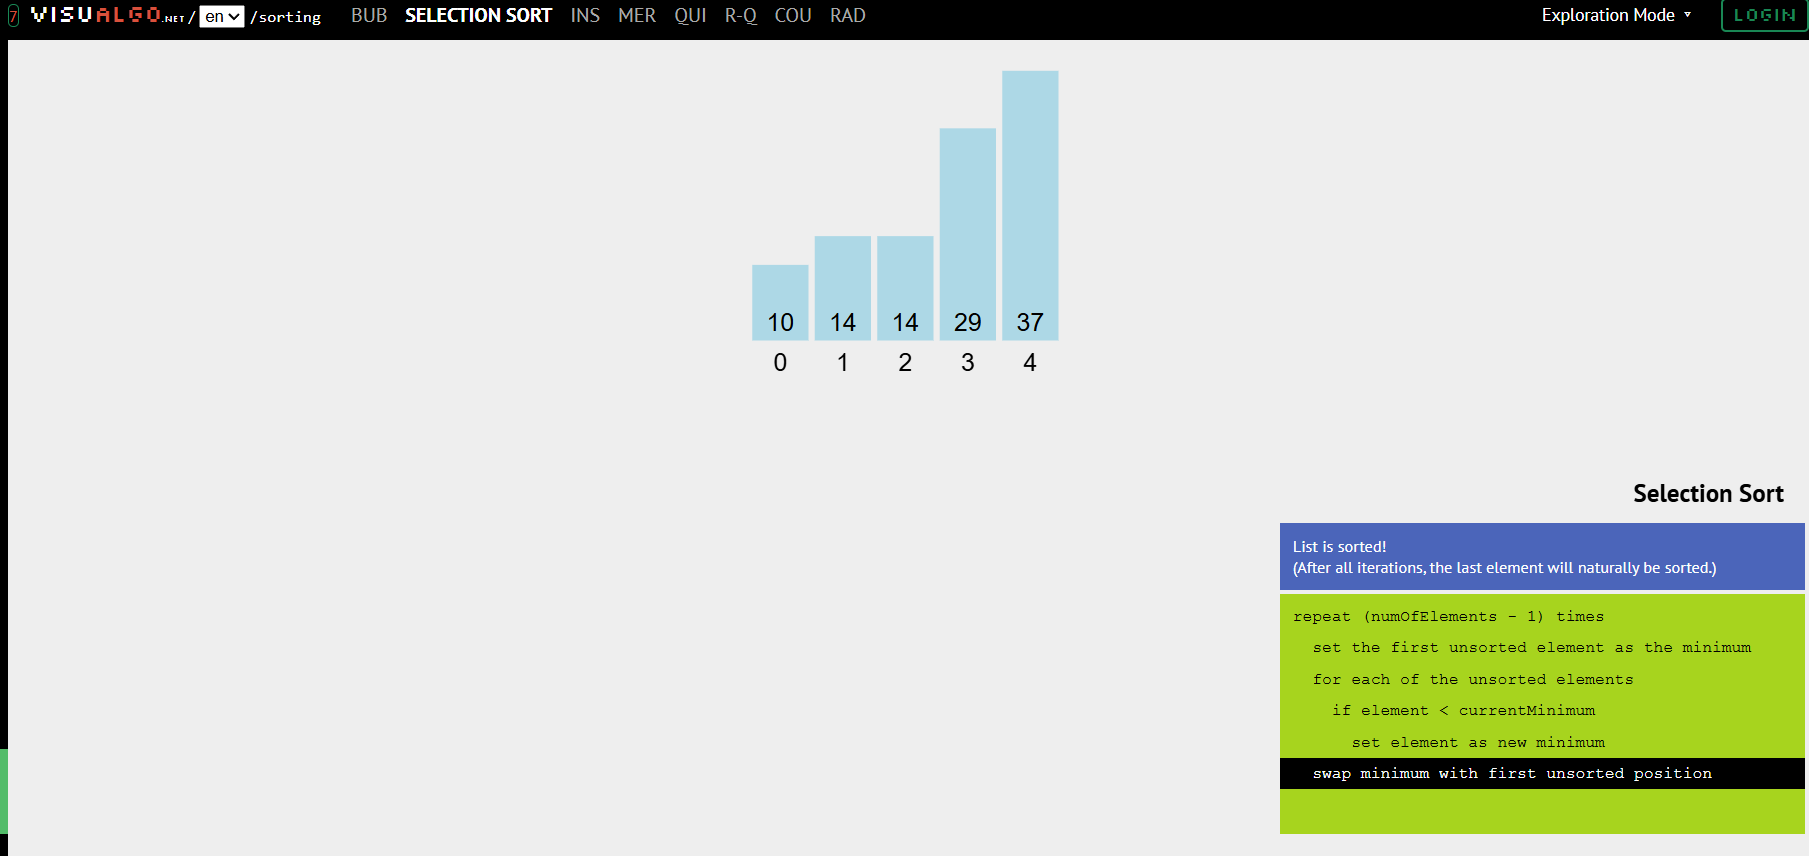 7 VISUALGO.NET/ en /sorting BUB SELECTION SORT INS MER QUI R-Q COU RAD Exploration Mode ▼ LOGIN
10 14 14 29 37
0 1 2 3 4
Selection Sort
List is sorted!
(After all iterations, the last element will naturally be sorted.)
repeat (numOfElements - 1) times
set the first unsorted element as the minimum
for each of the unsorted elements
if element < currentMinimum
set element as new minimum
swap minimum with first unsorted position